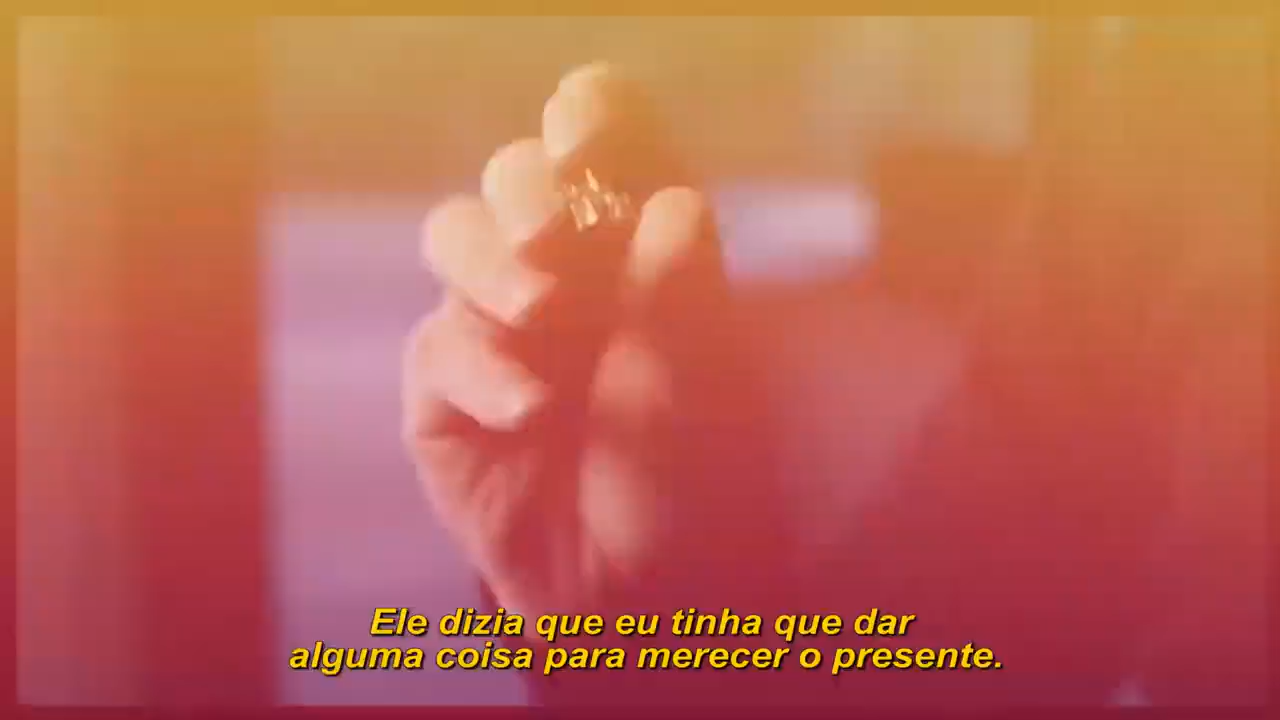 Ele dizia que eu tinha que dar
alguma coisa para merecer o presente.